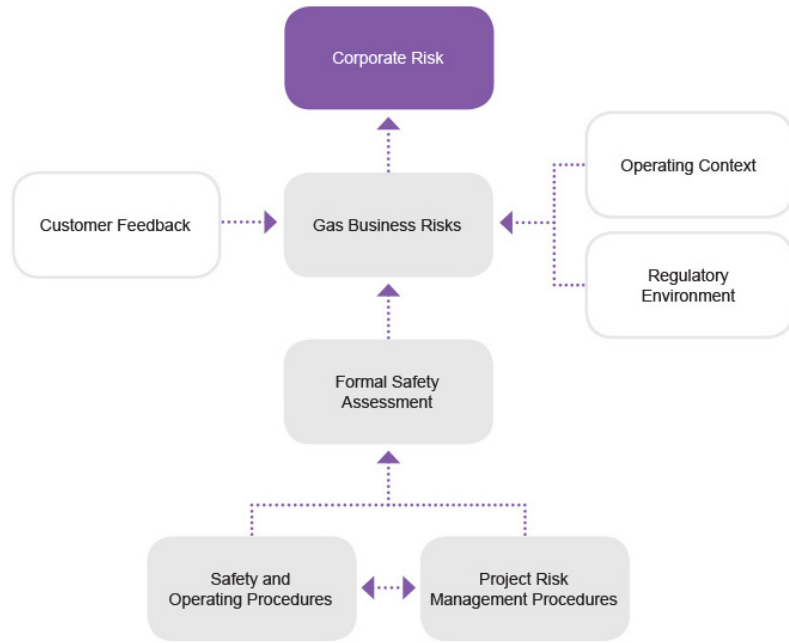 Corporate Risk
Customer Feedback
Gas Business Risks
Operating Context
Regulatory
Environment
Formal Safety
Assessment
Safety and
Operating Procedures
Project Risk
Management Procedures